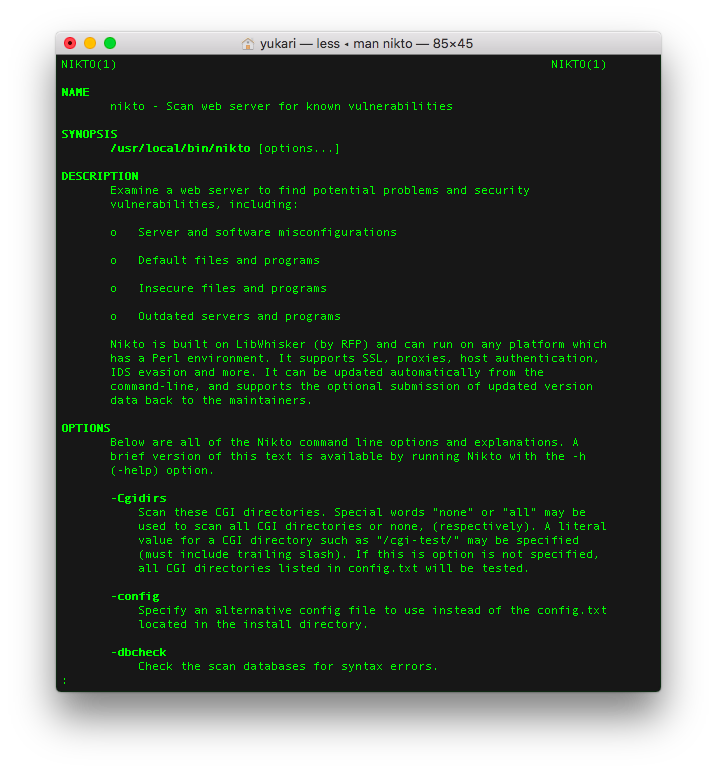 yukari — less ◂ man nikto — 85×45
NIKTO(1) NIKTO(1)
NAME
nikto - Scan web server for known vulnerabilities
SYNOPSIS
/usr/local/bin/nikto [options...]
DESCRIPTION
Examine a web server to find potential problems and security
vulnerabilities, including:
o Server and software misconfigurations
o Default files and programs
o Insecure files and programs
o Outdated servers and programs
Nikto is built on LibWhisker (by RFP) and can run on any platform which
has a Perl environment. It supports SSL, proxies, host authentication,
IDS evasion and more. It can be updated automatically from the
command-line, and supports the optional submission of updated version
data back to the maintainers.
OPTIONS
Below are all of the Nikto command line options and explanations. A
brief version of this text is available by running Nikto with the -h
(-help) option.
-Cgidirs
Scan these CGI directories. Special words "none" or "all" may be
used to scan all CGI directories or none, (respectively). A literal
value for a CGI directory such as "/cgi-test/" may be specified
(must include trailing slash). If this is option is not specified,
all CGI directories listed in config.txt will be tested.
-config
Specify an alternative config file to use instead of the config.txt
located in the install directory.
-dbcheck
Check the scan databases for syntax errors.
: